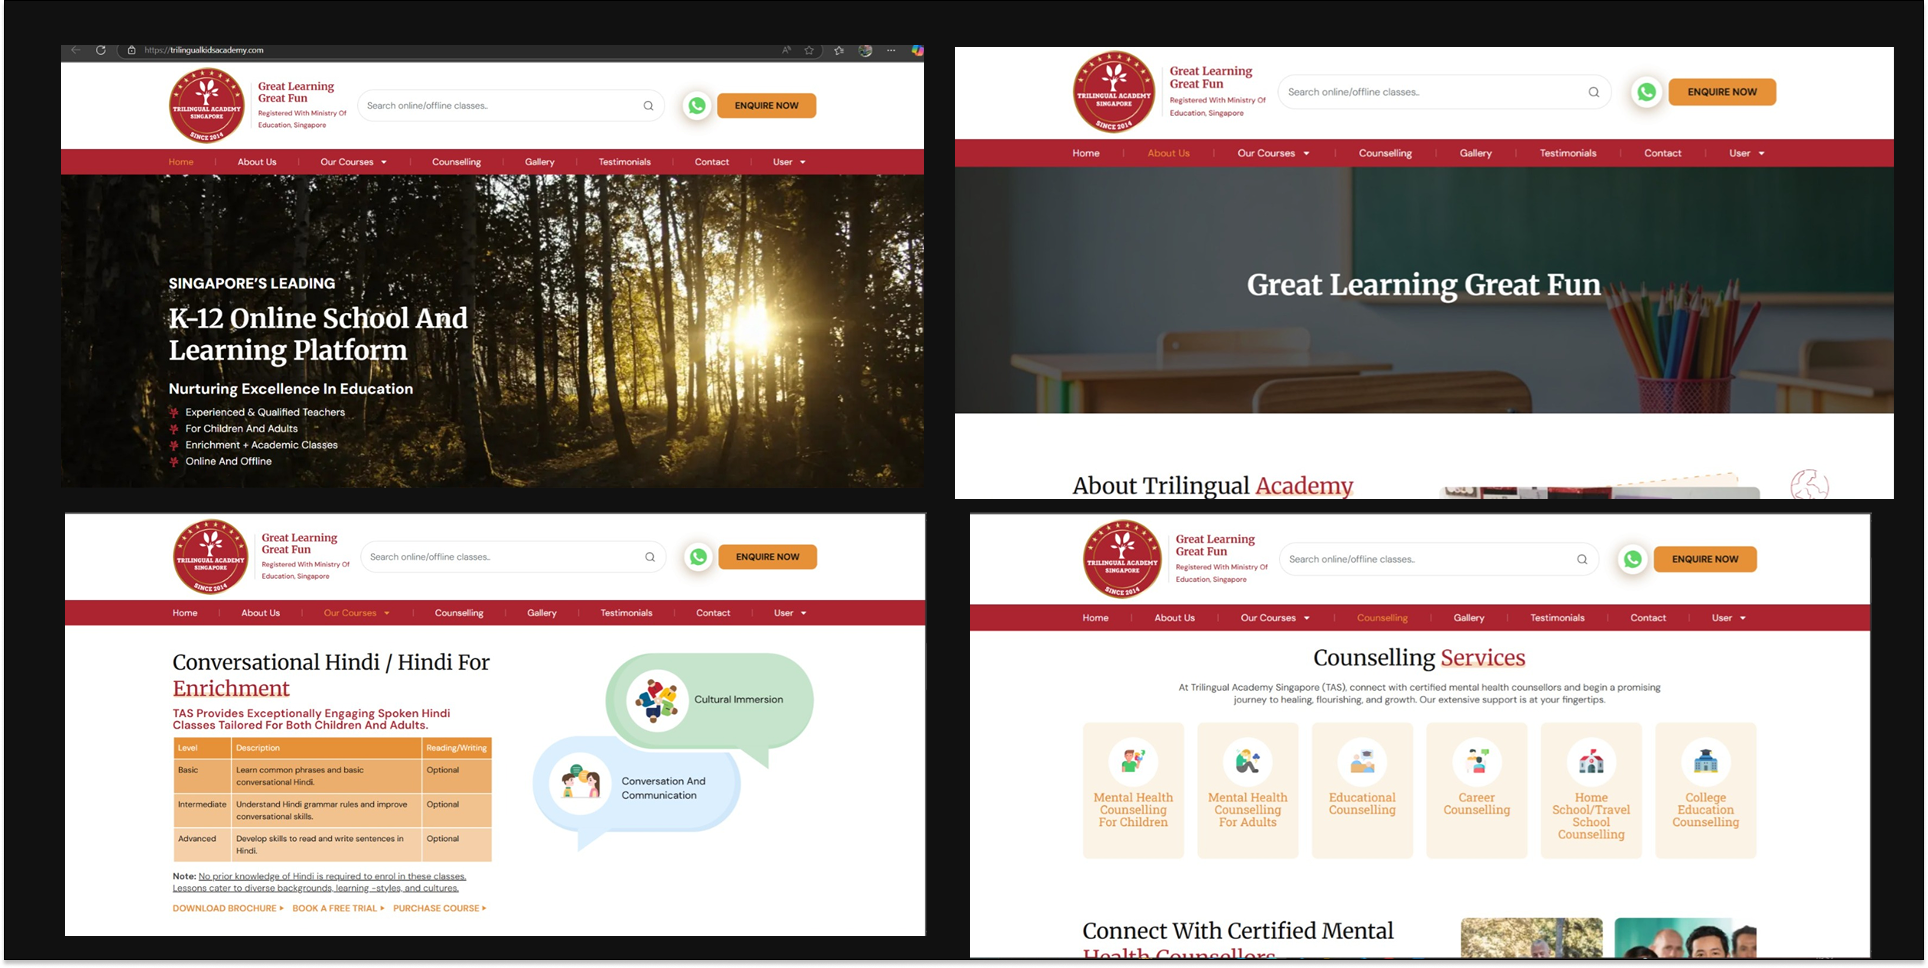 https://trilingualkidsacademy.com
TRILINGUAL ACADEMY
SINGAPORE
SINCE 2014
Great Learning
Great Fun
Registered With Ministry Of
Education, Singapore
Search online/offline classes..
ENQUIRE NOW
Home
About Us
Our Courses
Counselling
Gallery
Testimonials
Contact
User
SINGAPORE'S LEADING
K-12 Online School And
Learning Platform
Nurturing Excellence In Education
Experienced & Qualified Teachers
For Children And Adults
Enrichment + Academic Classes
Online And Offline
TRILINGUAL ACADEMY
SINGAPORE
SINCE 2014
Great Learning
Great Fun
Registered With Ministry Of
Education, Singapore
Search online/offline classes..
ENQUIRE NOW
Home
About Us
Our Courses
Counselling
Gallery
Testimonials
Contact
User
Great Learning Great Fun
About Trilingual Academy
TRILINGUAL ACADEMY
SINGAPORE
SINCE 2014
Great Learning
Great Fun
Registered With Ministry Of
Education, Singapore
Search online/offline classes..
ENQUIRE NOW
Home
About Us
Our Courses
Counselling
Gallery
Testimonials
Contact
User
Conversational Hindi / Hindi For
Enrichment
TAS Provides Exceptionally Engaging Spoken Hindi
Classes Tailored For Both Children And Adults.
Level Description Reading/Writing
Basic Learn common phrases and basic Optional
conversational Hindi.
Intermediate Understand Hindi grammar rules and improve Optional
conversational skills.
Advanced Develop skills to read and write sentences in Optional
Hindi.
Note: No prior knowledge of Hindi is required to enrol in these classes.
Lessons cater to diverse backgrounds, learning -styles, and cultures.
DOWNLOAD BROCHURE
BOOK A FREE TRIAL
PURCHASE COURSE
Cultural Immersion
Conversation And
Communication
TRILINGUAL ACADEMY
SINGAPORE
SINCE 2014
Great Learning
Great Fun
Registered With Ministry Of
Education, Singapore
Search online/offline classes..
ENQUIRE NOW
Home
About Us
Our Courses
Counselling
Gallery
Testimonials
Contact
User
Counselling Services
At Trilingual Academy Singapore (TAS), connect with certified mental health counsellors and begin a promising
journey to healing, flourishing, and growth. Our extensive support is at your fingertips.
Mental Health
Counselling
For Children
Mental Health
Counselling
For Adults
Educational
Counselling
Career
Counselling
Home
School/Travel
School
Counselling
College
Education
Counselling
Connect With Certified Mental
Health Counsellors